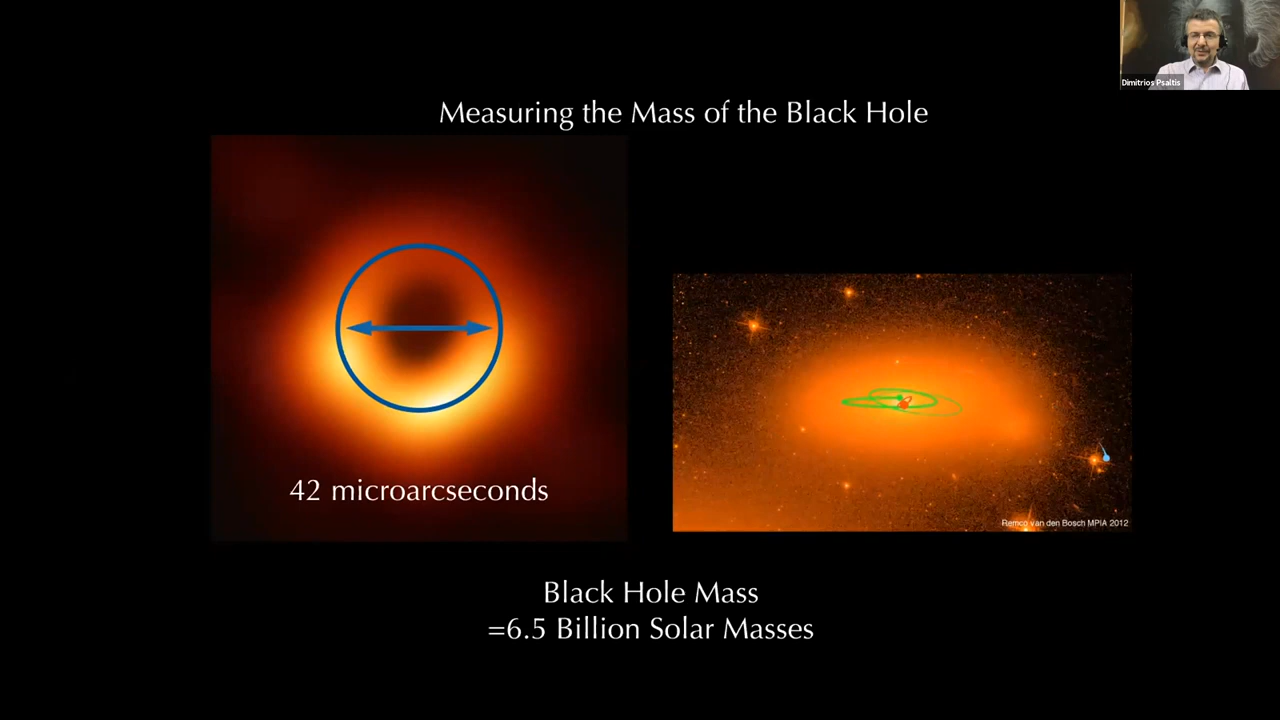 Dimitrios Psaltis
Measuring the Mass of the Black Hole
42 microarcseconds
Remco van den Bosch MPIA 2012
Black Hole Mass
=6.5 Billion Solar Masses